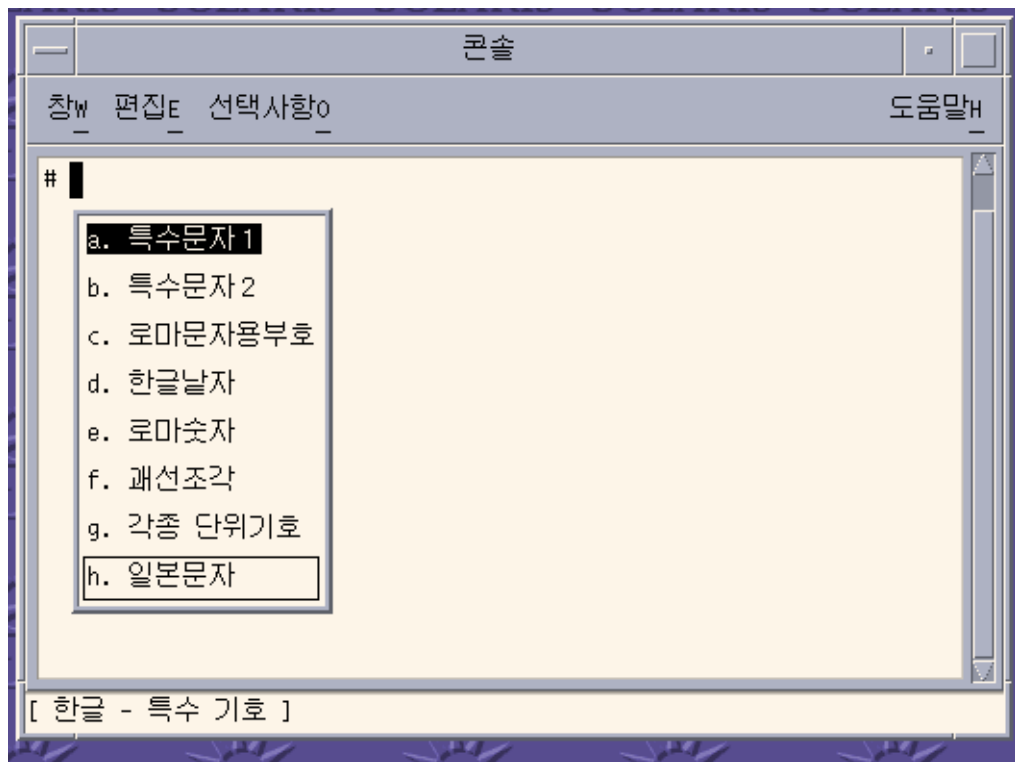 콘솔
창W 편집E 선택사항O 도움말H
#
a. 특수문자1
b. 특수문자2
c. 로마문자용부호
d. 한글낱자
e. 로마숫자
f. 괘선조각
g. 각종 단위기호
h. 일본문자
[ 한글 - 특수 기호 ]